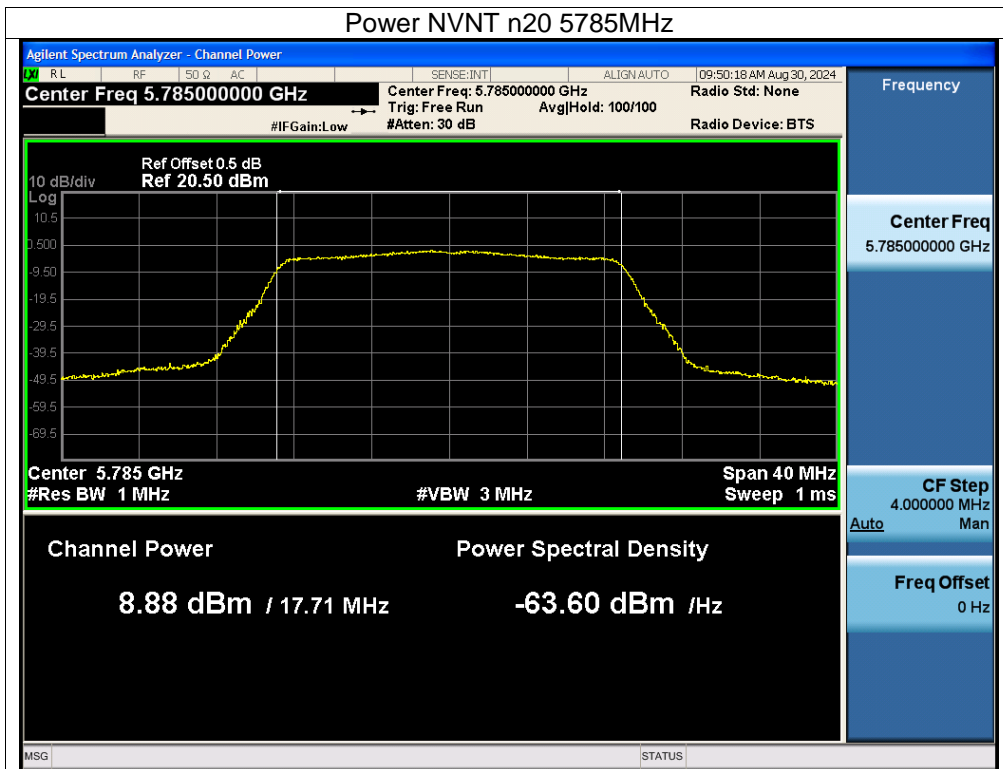 Power NVNT n20 5785MHz
Agilent Spectrum Analyzer - Channel Power
LXI RL RF 50 Ω AC SENSE:INT ALIGN AUTO 09:50:18 AM Aug 30, 2024
Center Freq 5.785000000 GHz
Center Freq: 5.785000000 GHz
Radio Std: None
Trig: Free Run Avg|Hold: 100/100
#IFGain:Low
#Atten: 30 dB
Radio Device: BTS
Frequency
Ref Offset 0.5 dB
10 dB/div Ref 20.50 dBm
Log
10.5
0.500
-9.50
-19.5
-29.5
-39.5
-49.5
-59.5
-69.5
Center 5.785 GHz Span 40 MHz
#Res BW 1 MHz #VBW 3 MHz Sweep 1 ms
Channel Power
Power Spectral Density
8.88 dBm / 17.71 MHz
-63.60 dBm /Hz
Center Freq
5.785000000 GHz
CF Step
4.000000 MHz
Auto Man
Freq Offset
0 Hz
MSG STATUS